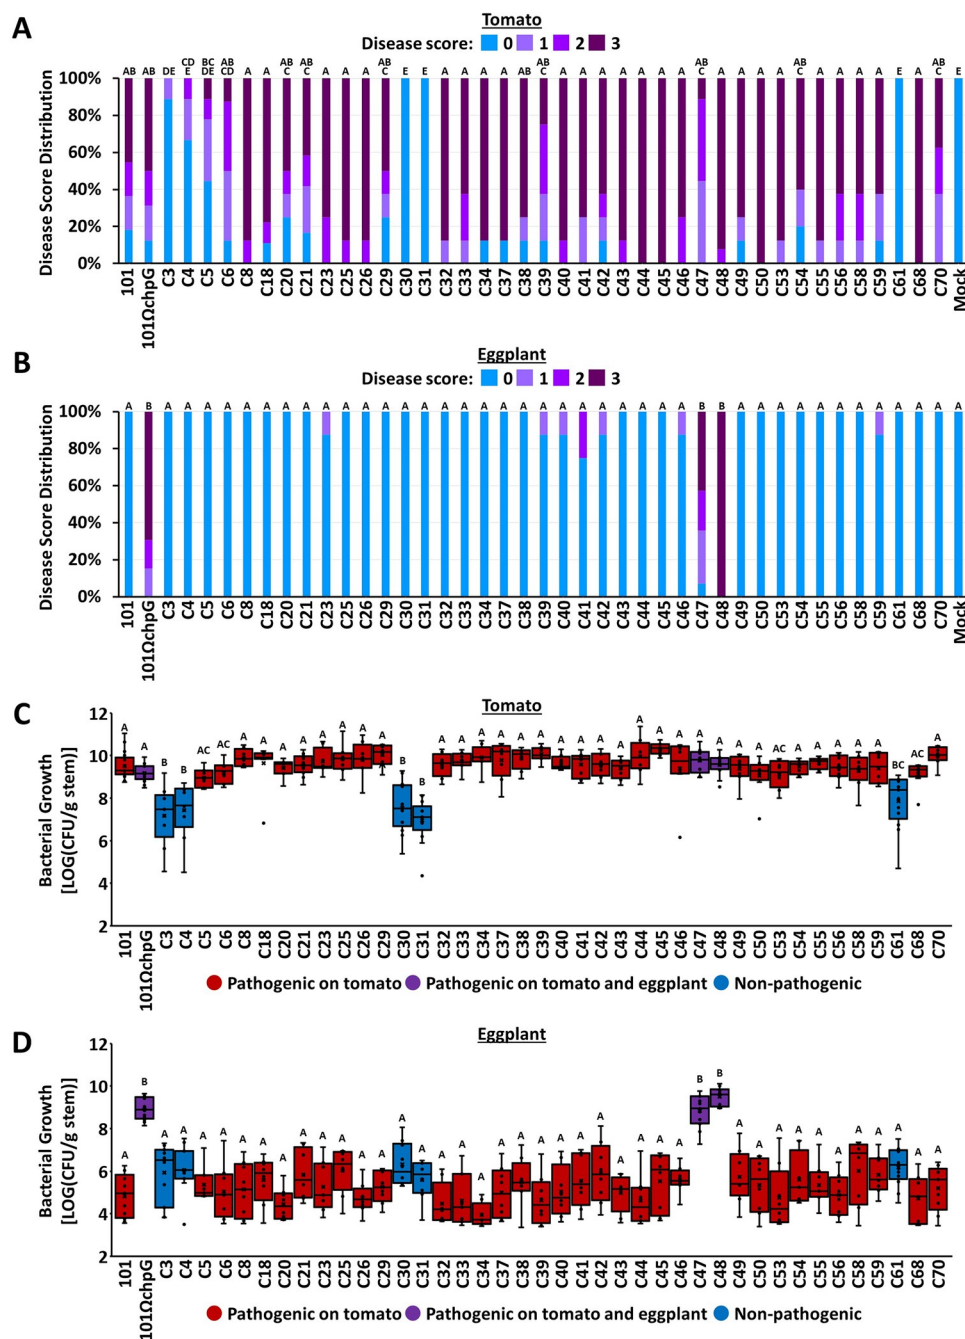 A
Tomato
Disease score: 0 1 2 3
CD BC AB AB AB AB AB AB AB AB
AB AB DE E DE CD A A C C A A A C E E A A A A AB C A A A A A A A C A A A A C A A A A E A C E
Disease Score Distribution
100%
80%
60%
40%
20%
0%
101 101ΩchpG C3 C4 C5 C6 C8 C18 C20 C21 C23 C25 C26 C29 C30 C31 C32 C33 C34 C37 C38 C39 C40 C41 C42 C43 C44 C45 C46 C47 C48 C49 C50 C53 C54 C55 C56 C58 C59 C61 C68 C70 Mock
B
Eggplant
Disease score: 0 1 2 3
A B A A A A A A A A A A A A A A A A A A A A A A A A A A A B B A A A A A A A A A A A A
Disease Score Distribution
100%
80%
60%
40%
20%
0%
101 101ΩchpG C3 C4 C5 C6 C8 C18 C20 C21 C23 C25 C26 C29 C30 C31 C32 C33 C34 C37 C38 C39 C40 C41 C42 C43 C44 C45 C46 C47 C48 C49 C50 C53 C54 C55 C56 C58 C59 C61 C68 C70 Mock
C
Tomato
Bacterial Growth
[LOG(CFU/g stem)]
12
10
8
6
4
2
A A B B AC AC A A A A A A A A B B A A A A A A A A A A A A A A A A A AC A A A A A BC AC A
101 101ΩchpG C3 C4 C5 C6 C8 C18 C20 C21 C23 C25 C26 C29 C30 C31 C32 C33 C34 C37 C38 C39 C40 C41 C42 C43 C44 C45 C46 C47 C48 C49 C50 C53 C54 C55 C56 C58 C59 C61 C68 C70
Pathogenic on tomato Pathogenic on tomato and eggplant Non-pathogenic
D
Eggplant
Bacterial Growth
[LOG(CFU/g stem)]
12
10
8
6
4
2
A B A A A A A A A A A A A A A A A A A A A A A A A A A A A B B A A A A A A A A A A A
101 101ΩchpG C3 C4 C5 C6 C8 C18 C20 C21 C23 C25 C26 C29 C30 C31 C32 C33 C34 C37 C38 C39 C40 C41 C42 C43 C44 C45 C46 C47 C48 C49 C50 C53 C54 C55 C56 C58 C59 C61 C68 C70
Pathogenic on tomato Pathogenic on tomato and eggplant Non-pathogenic